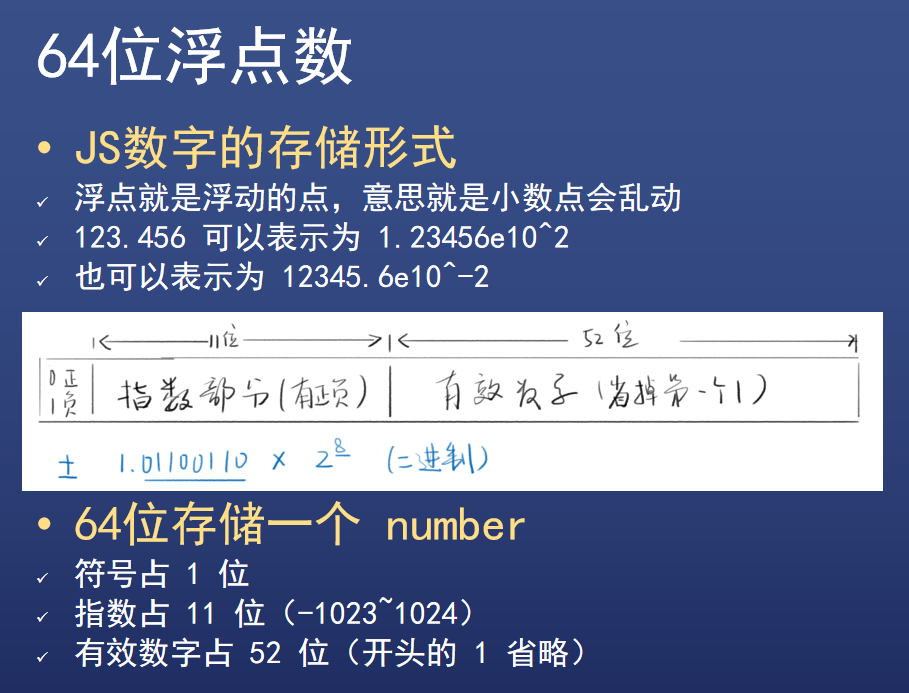 64位浮点数
• JS数字的存储形式
✓ 浮点就是浮动的点，意思就是小数点会乱动
✓ 123.456 可以表示为 1.23456e10^2
✓ 也可以表示为 12345.6e10^-2
11位 52位
0正 指数部分(有正负) 有效数字(省掉第一个1)
1负
± 1.01100110 × 2^8 (二进制)
• 64位存储一个 number
✓ 符号占 1 位
✓ 指数占 11 位（-1023~1024）
✓ 有效数字占 52 位（开头的 1 省略）